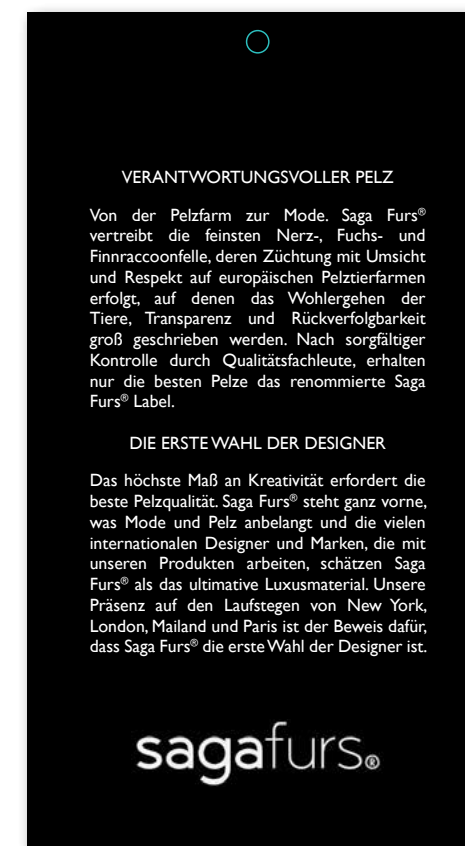 VERANTWORTUNGSVOLLER PELZ
Von der Pelzfarm zur Mode. Saga Furs®
vertreibt die feinsten Nerz-, Fuchs- und
Finnraccoonfelle, deren Züchtung mit Umsicht
und Respekt auf europäischen Pelztierfarmen
erfolgt, auf denen das Wohlergehen der
Tiere, Transparenz und Rückverfolgbarkeit
groß geschrieben werden. Nach sorgfältiger
Kontrolle durch Qualitätsfachleute, erhalten
nur die besten Pelze das renommierte Saga
Furs® Label.
DIE ERSTE WAHL DER DESIGNER
Das höchste Maß an Kreativität erfordert die
beste Pelzqualität. Saga Furs® steht ganz vorne,
was Mode und Pelz anbelangt und die vielen
internationalen Designer und Marken, die mit
unseren Produkten arbeiten, schätzen Saga
Furs® als das ultimative Luxusmaterial. Unsere
Präsenz auf den Laufstegen von New York,
London, Mailand und Paris ist der Beweis dafür,
dass Saga Furs® die erste Wahl der Designer ist.
sagafurs®